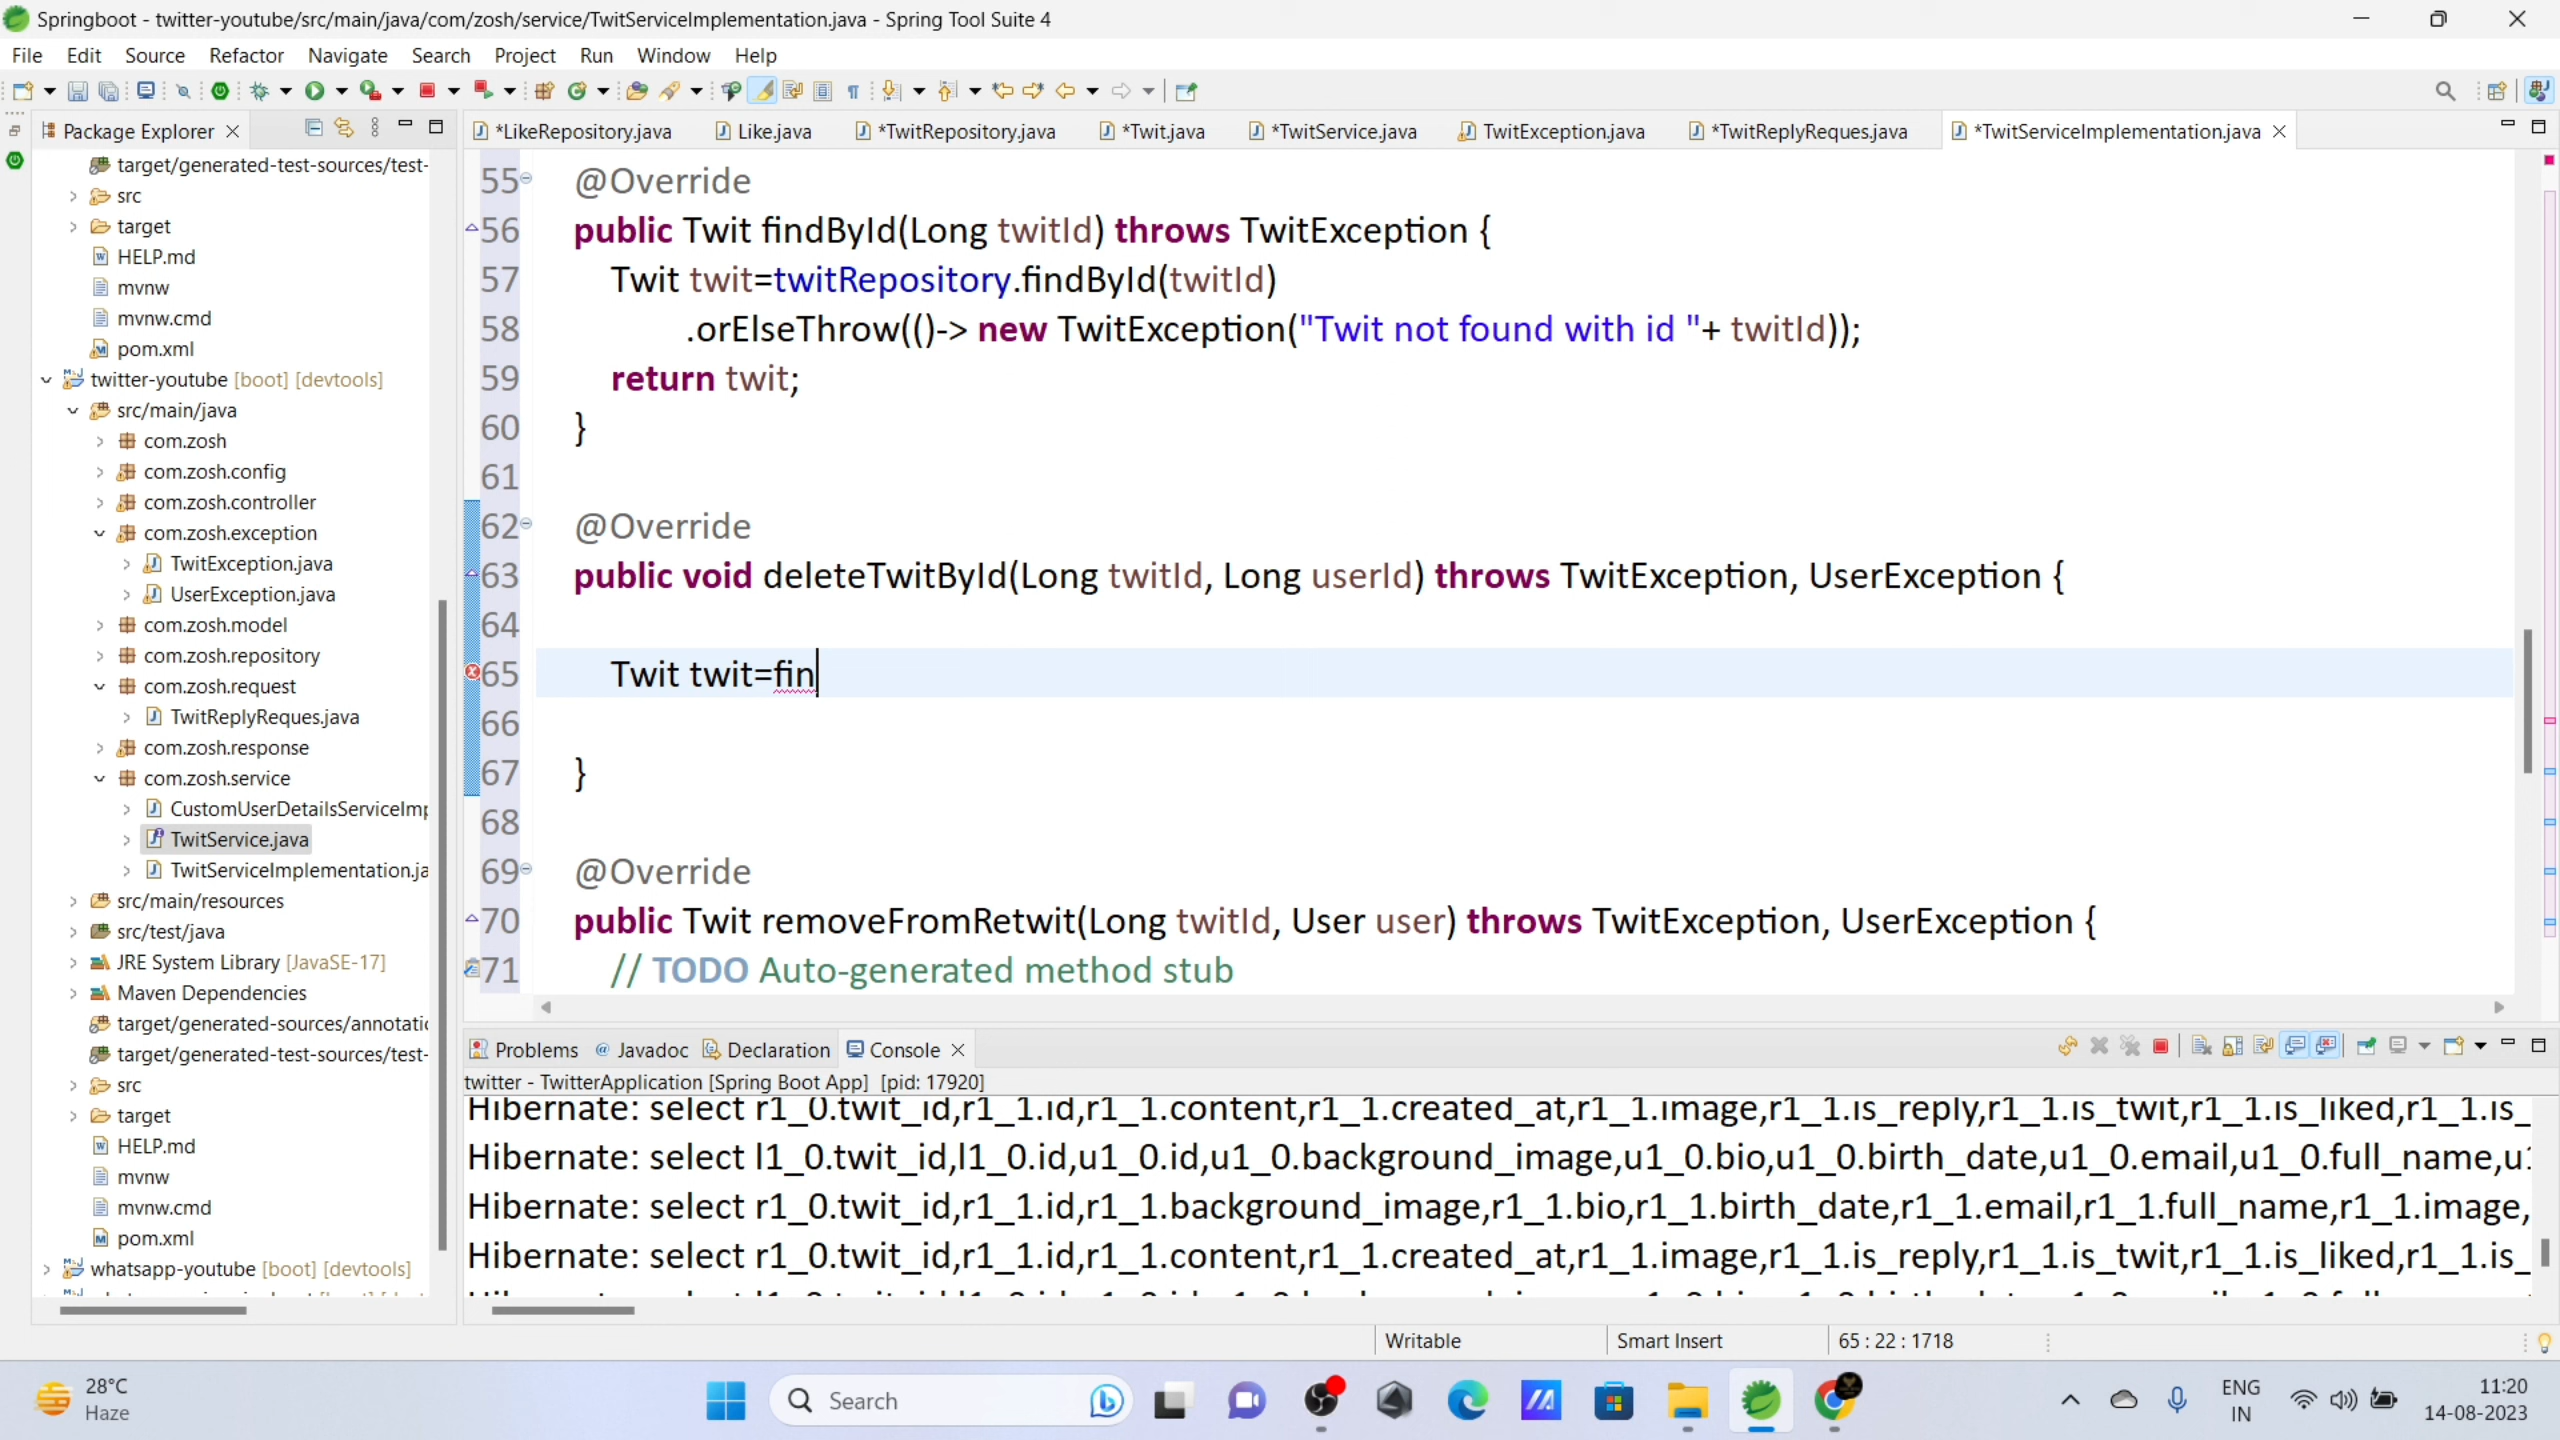 Springboot - twitter-youtube/src/main/java/com/zosh/service/TwitServiceImplementation.java - Spring Tool Suite 4
File Edit Source Refactor Navigate Search Project Run Window Help
Package Explorer
target/generated-test-sources/test-
src
target
HELP.md
mvnw
mvnw.cmd
pom.xml
twitter-youtube [boot] [devtools]
src/main/java
com.zosh
com.zosh.config
com.zosh.controller
com.zosh.exception
TwitException.java
UserException.java
com.zosh.model
com.zosh.repository
com.zosh.request
TwitReplyReques.java
com.zosh.response
com.zosh.service
CustomUserDetailsServiceImp
TwitService.java
TwitServiceImplementation.ja
src/main/resources
src/test/java
JRE System Library [JavaSE-17]
Maven Dependencies
target/generated-sources/annotatio
target/generated-test-sources/test-
src
target
HELP.md
mvnw
mvnw.cmd
pom.xml
whatsapp-youtube [boot] [devtools]
*LikeRepository.java Like.java *TwitRepository.java *Twit.java *TwitService.java TwitException.java *TwitReplyReques.java *TwitServiceImplementation.java
55 @Override
56 public Twit findById(Long twitId) throws TwitException {
57 Twit twit=twitRepository.findById(twitId)
58 .orElseThrow(()-> new TwitException("Twit not found with id "+ twitId));
59 return twit;
60 }
61
62 @Override
63 public void deleteTwitById(Long twitId, Long userId) throws TwitException, UserException {
64
65 Twit twit=fin
66
67 }
68
69 @Override
70 public Twit removeFromRetwit(Long twitId, User user) throws TwitException, UserException {
71 // TODO Auto-generated method stub
Problems @ Javadoc Declaration Console
twitter - TwitterApplication [Spring Boot App] [pid: 17920]
Hibernate: select r1_0.twit_id,r1_1.id,r1_1.content,r1_1.created_at,r1_1.image,r1_1.is_reply,r1_1.is_twit,r1_1.is_liked,r1_1.is_
Hibernate: select l1_0.twit_id,l1_0.id,u1_0.id,u1_0.background_image,u1_0.bio,u1_0.birth_date,u1_0.email,u1_0.full_name,u1
Hibernate: select r1_0.twit_id,r1_1.id,r1_1.background_image,r1_1.bio,r1_1.birth_date,r1_1.email,r1_1.full_name,r1_1.image,
Hibernate: select r1_0.twit_id,r1_1.id,r1_1.content,r1_1.created_at,r1_1.image,r1_1.is_reply,r1_1.is_twit,r1_1.is_liked,r1_1.is_
Writable Smart Insert 65 : 22 : 1718
28°C
Haze
Search
ENG
IN
11:20
14-08-2023